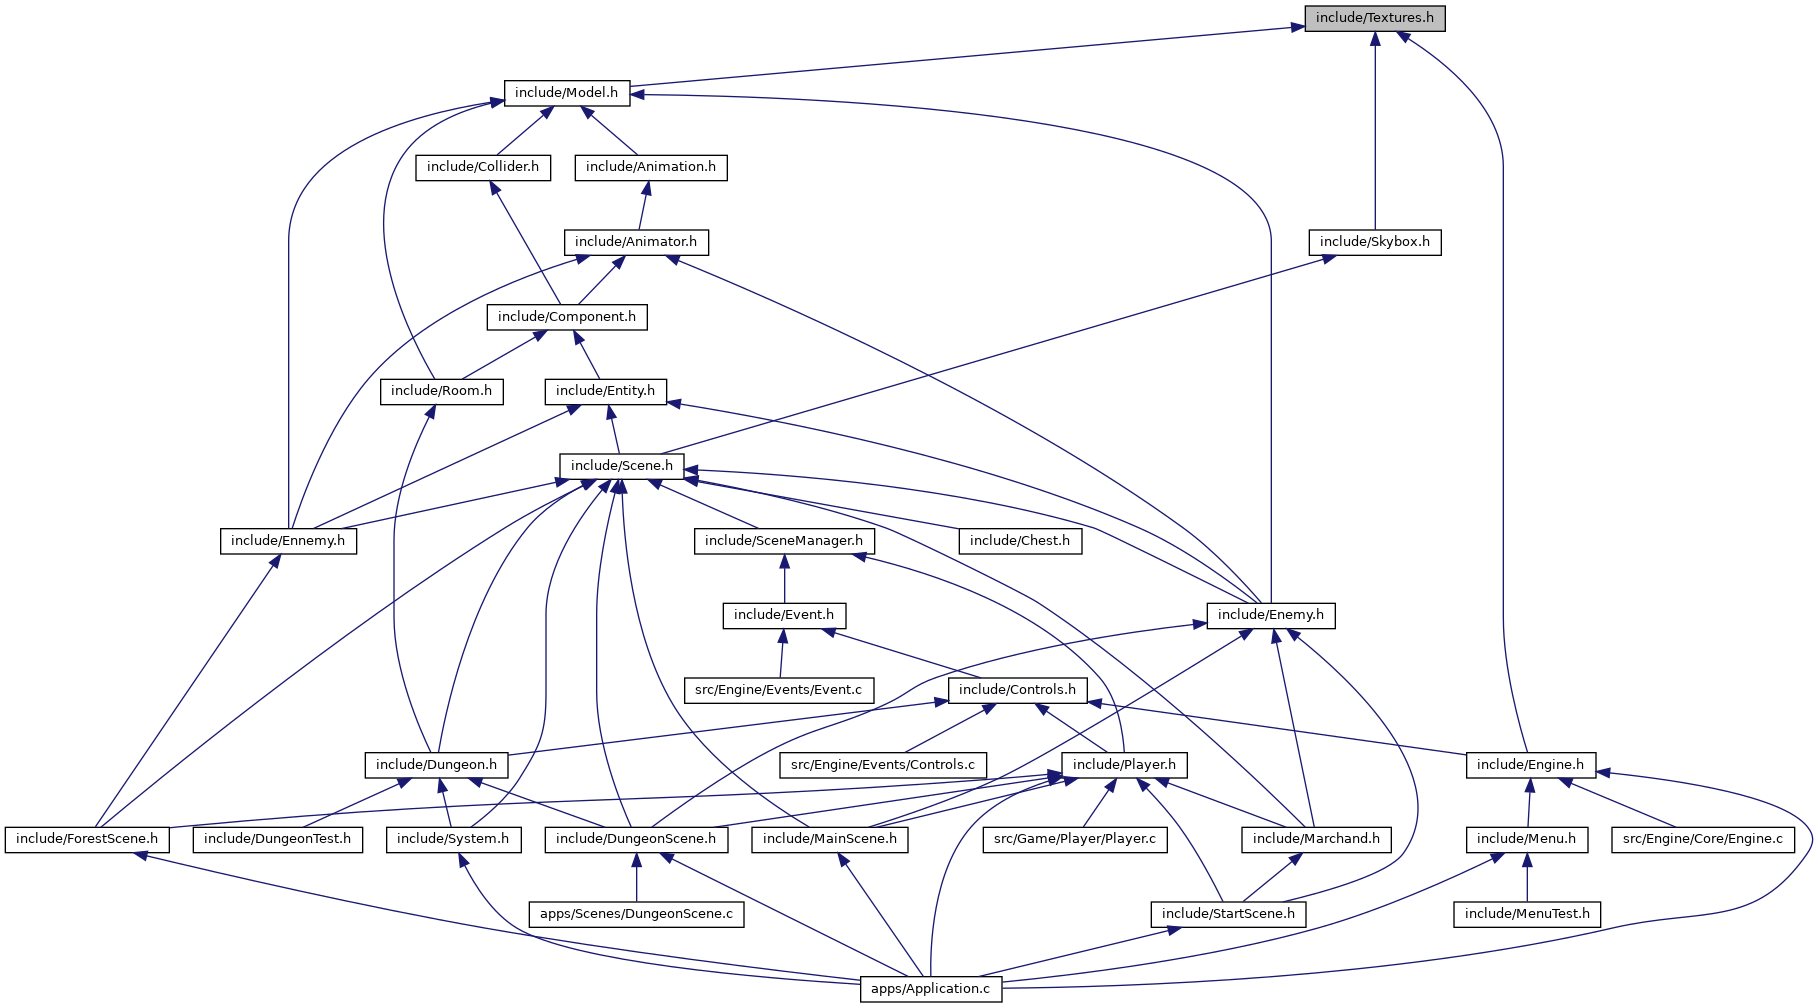 include/Textures.h
include/Model.h
include/Collider.h
include/Animation.h
include/Animator.h
include/Skybox.h
include/Component.h
include/Room.h
include/Entity.h
include/Scene.h
include/Ennemy.h
include/SceneManager.h
include/Chest.h
include/Event.h
include/Enemy.h
src/Engine/Events/Event.c
include/Controls.h
include/Dungeon.h
src/Engine/Events/Controls.c
include/Player.h
include/Engine.h
include/ForestScene.h
include/DungeonTest.h
include/System.h
include/DungeonScene.h
include/MainScene.h
src/Game/Player/Player.c
include/Marchand.h
include/Menu.h
src/Engine/Core/Engine.c
apps/Scenes/DungeonScene.c
include/StartScene.h
include/MenuTest.h
apps/Application.c